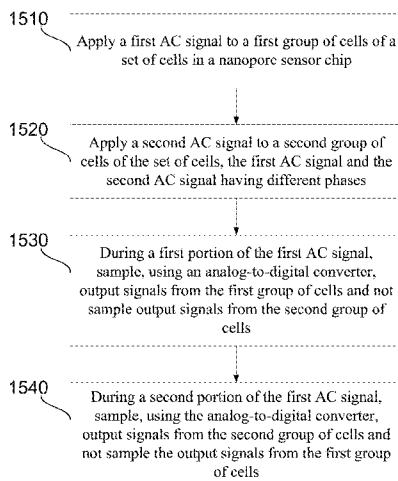 1510
Apply a first AC signal to a first group of cells of a
set of cells in a nanopore sensor chip
1520
Apply a second AC signal to a second group of
cells of the set of cells, the first AC signal and the
second AC signal having different phases
1530
During a first portion of the first AC signal,
sample, using an analog-to-digital converter,
output signals from the first group of cells and not
sample output signals from the second group of
cells
1540
During a second portion of the first AC signal,
sample, using the analog-to-digital converter,
output signals from the second group of cells and
not sample the output signals from the first group
of cells